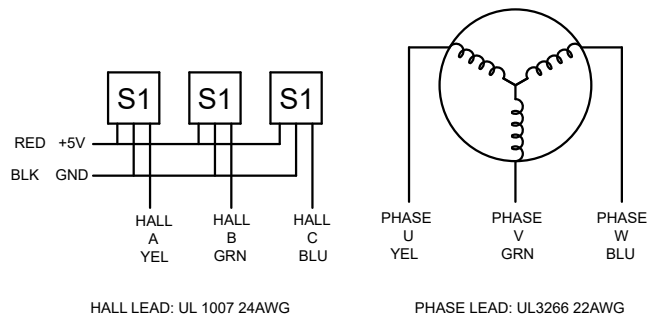 S1 S1 S1
RED +5V
BLK GND
HALL HALL HALL
A B C
YEL GRN BLU
PHASE PHASE PHASE
U V W
YEL GRN BLU
HALL LEAD: UL 1007 24AWG
PHASE LEAD: UL3266 22AWG